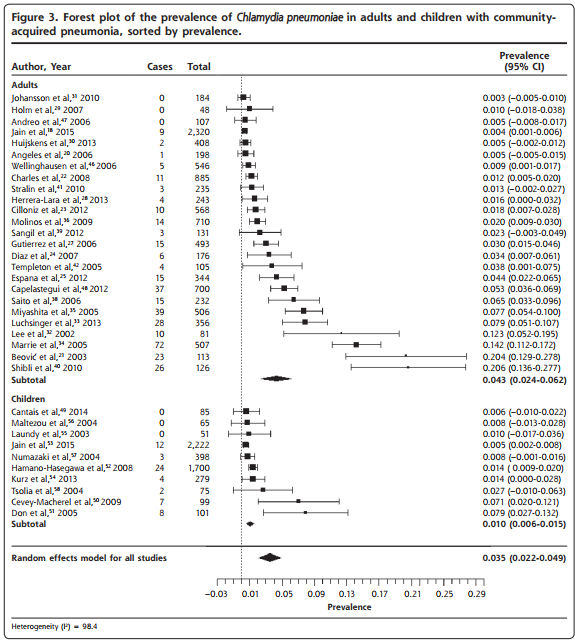 Figure 3. Forest plot of the prevalence of Chlamydia pneumoniae in adults and children with community-
acquired pneumonia, sorted by prevalence.
Prevalence
Author, Year Cases Total (95% CI)
Adults
Johansson et al,31 2010 0 184 0.003 (−0.005-0.010)
Holm et al,29 2007 0 48 0.010 (−0.018-0.038)
Andreo et al,47 2006 0 107 0.005 (−0.008-0.017)
Jain et al,18 2015 9 2,320 0.004 (0.001-0.006)
Huijskens et al,30 2013 2 408 0.005 (−0.002-0.012)
Angeles et al,20 2006 1 198 0.005 (−0.005-0.015)
Wellinghausen et al,46 2006 5 546 0.009 (0.001-0.017)
Charles et al,22 2008 11 885 0.012 (0.005-0.020)
Stralin et al,41 2010 3 235 0.013 (−0.002-0.027)
Herrera-Lara et al,28 2013 4 243 0.016 (0.000-0.032)
Cilloniz et al,23 2012 10 568 0.018 (0.007-0.028)
Molinos et al,36 2009 14 710 0.020 (0.009-0.030)
Sangil et al,39 2012 3 131 0.023 (−0.003-0.049)
Gutierrez et al,27 2006 15 493 0.030 (0.015-0.046)
Diaz et al,24 2007 6 176 0.034 (0.007-0.061)
Templeton et al,42 2005 4 105 0.038 (0.001-0.075)
Espana et al,25 2012 15 344 0.044 (0.022-0.065)
Capelastegui et al,48 2012 37 700 0.053 (0.036-0.069)
Saito et al,38 2006 15 232 0.065 (0.033-0.096)
Miyashita et al,35 2005 39 506 0.077 (0.054-0.100)
Luchsinger et al,33 2013 28 356 0.079 (0.051-0.107)
Lee et al,32 2002 10 81 0.123 (0.052-0.195)
Marrie et al,34 2005 72 507 0.142 (0.112-0.172)
Beović et al,21 2003 23 113 0.204 (0.129-0.278)
Shibli et al,40 2010 26 126 0.206 (0.136-0.277)
Subtotal 0.043 (0.024-0.062)
Children
Cantais et al,49 2014 0 85 0.006 (−0.010-0.022)
Maltezou et al,56 2004 0 65 0.008 (−0.013-0.028)
Laundy et al,55 2003 0 51 0.010 (−0.017-0.036)
Jain et al,53 2015 12 2,222 0.005 (0.002-0.008)
Numazaki et al,57 2004 3 398 0.008 (−0.001-0.016)
Hamano-Hasegawa et al,52 2008 24 1,700 0.014 ( 0.009-0.020)
Kurz et al,54 2013 4 279 0.014 (0.000-0.028)
Tsolia et al,58 2004 2 75 0.027 (−0.010-0.063)
Cevey-Macherel et al,50 2009 7 99 0.071 (0.020-0.121)
Don et al,51 2005 8 101 0.079 (0.027-0.132)
Subtotal 0.010 (0.006-0.015)
Random effects model for all studies 0.035 (0.022-0.049)
−0.03 0.01 0.05 0.09 0.13 0.17 0.21 0.25 0.29
Prevalence
Heterogeneity (I²) = 98.4